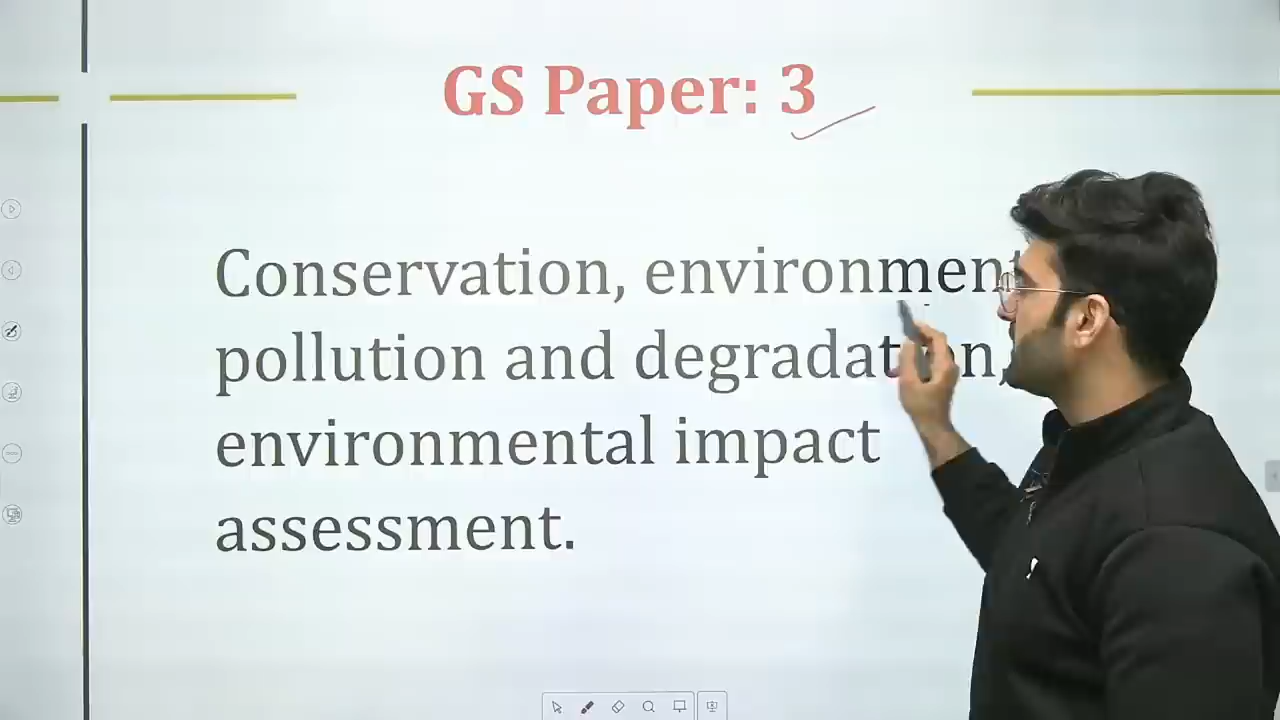 GS Paper: 3
Conservation, environment
pollution and degradation,
environmental impact
assessment.